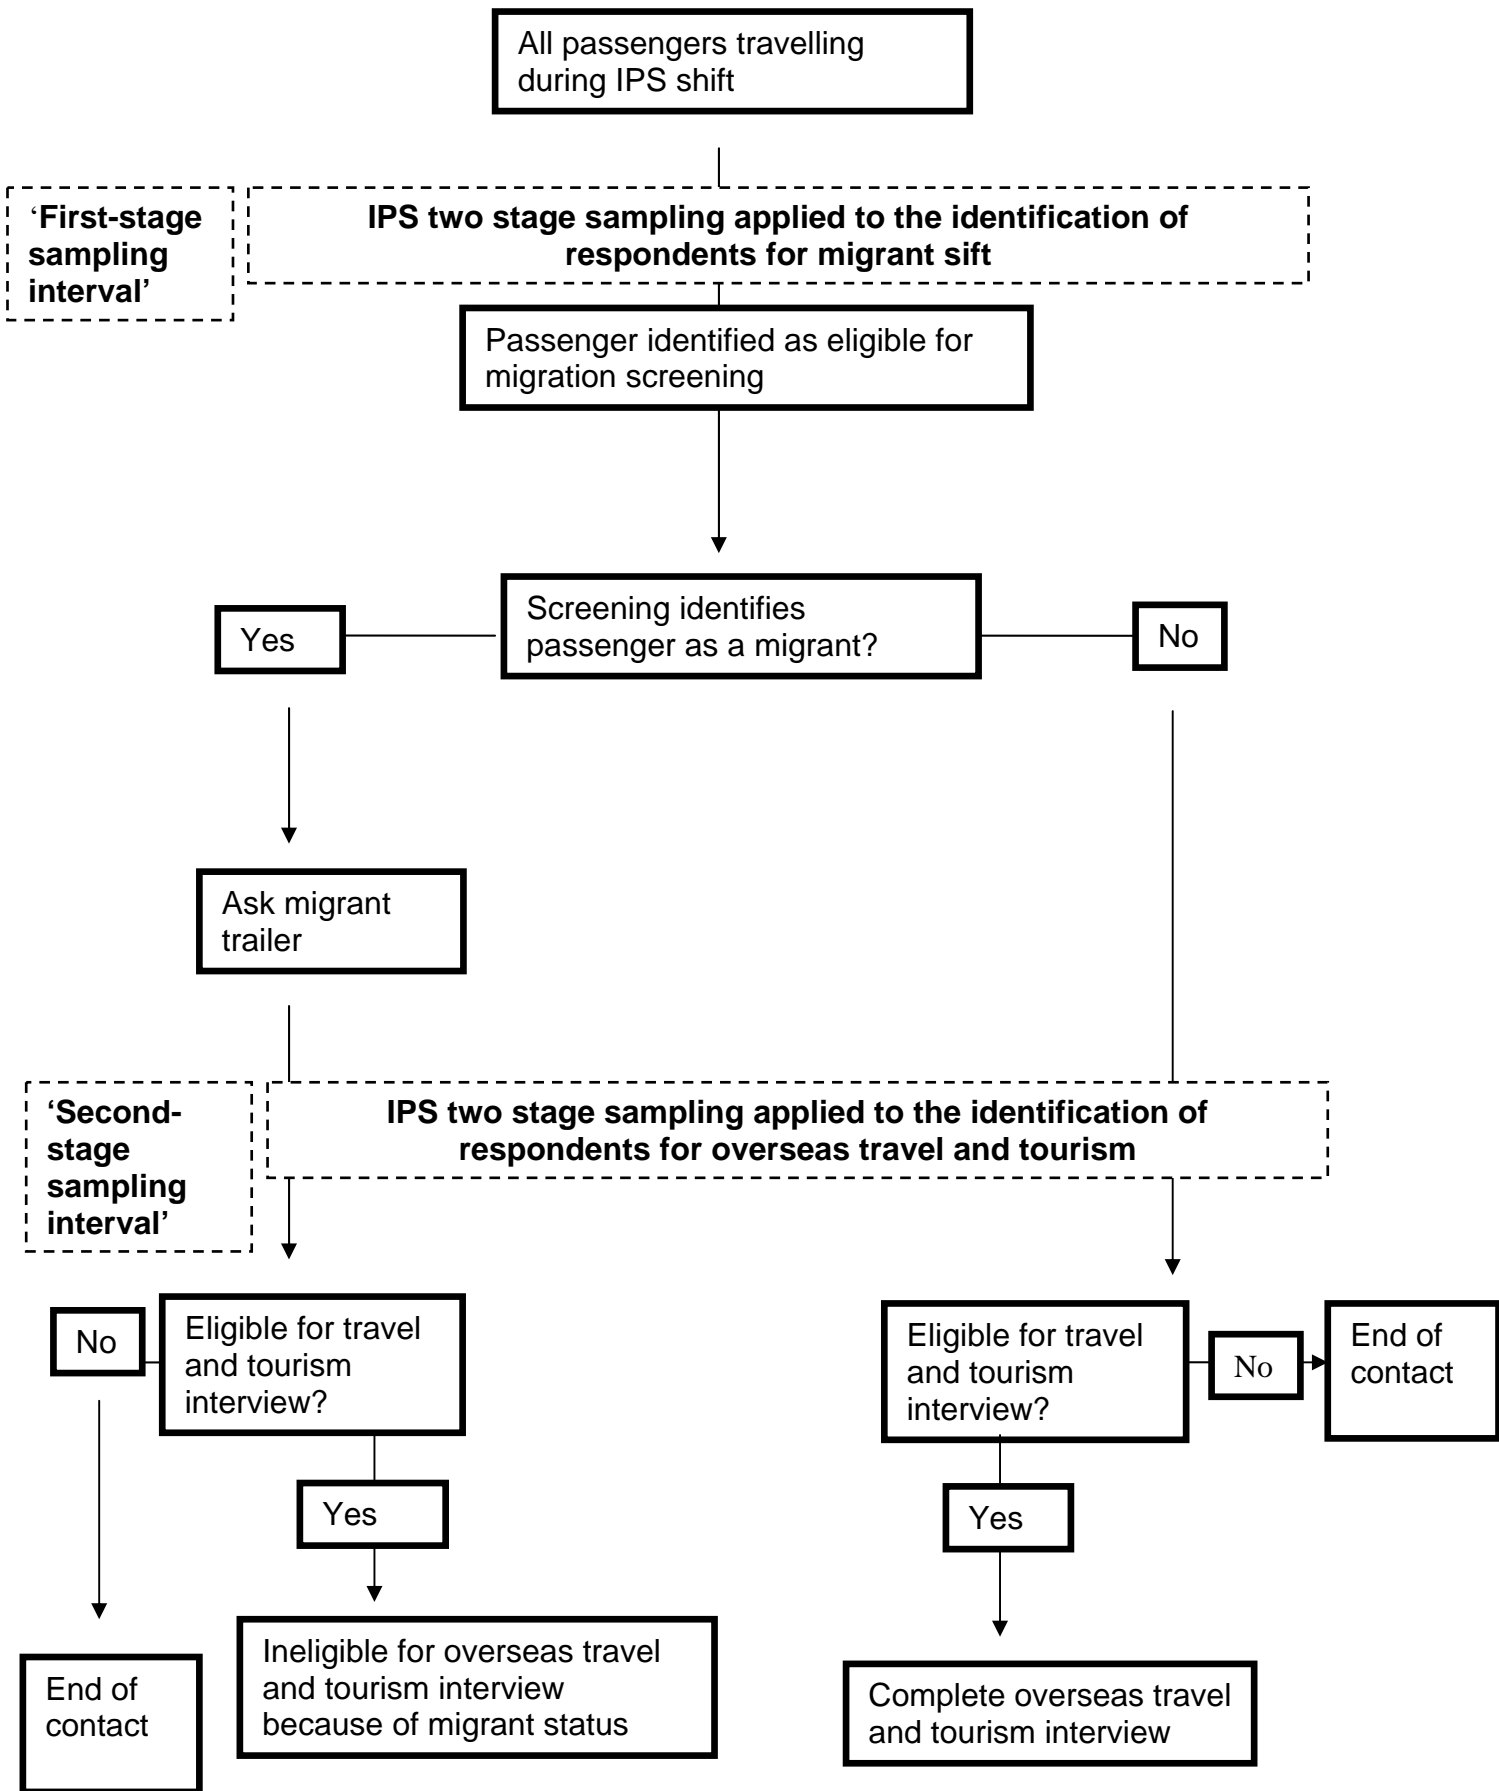 All passengers travelling
during IPS shift
‘First-stage
sampling
interval’
IPS two stage sampling applied to the identification of
respondents for migrant sift
Passenger identified as eligible for
migration screening
Yes
Screening identifies
passenger as a migrant?
No
Ask migrant
trailer
‘Second-
stage
sampling
interval’
IPS two stage sampling applied to the identification of
respondents for overseas travel and tourism
No
Eligible for travel
and tourism
interview?
Eligible for travel
and tourism
interview?
No
End of
contact
Yes
Yes
End of
contact
Ineligible for overseas travel
and tourism interview
because of migrant status
Complete overseas travel
and tourism interview